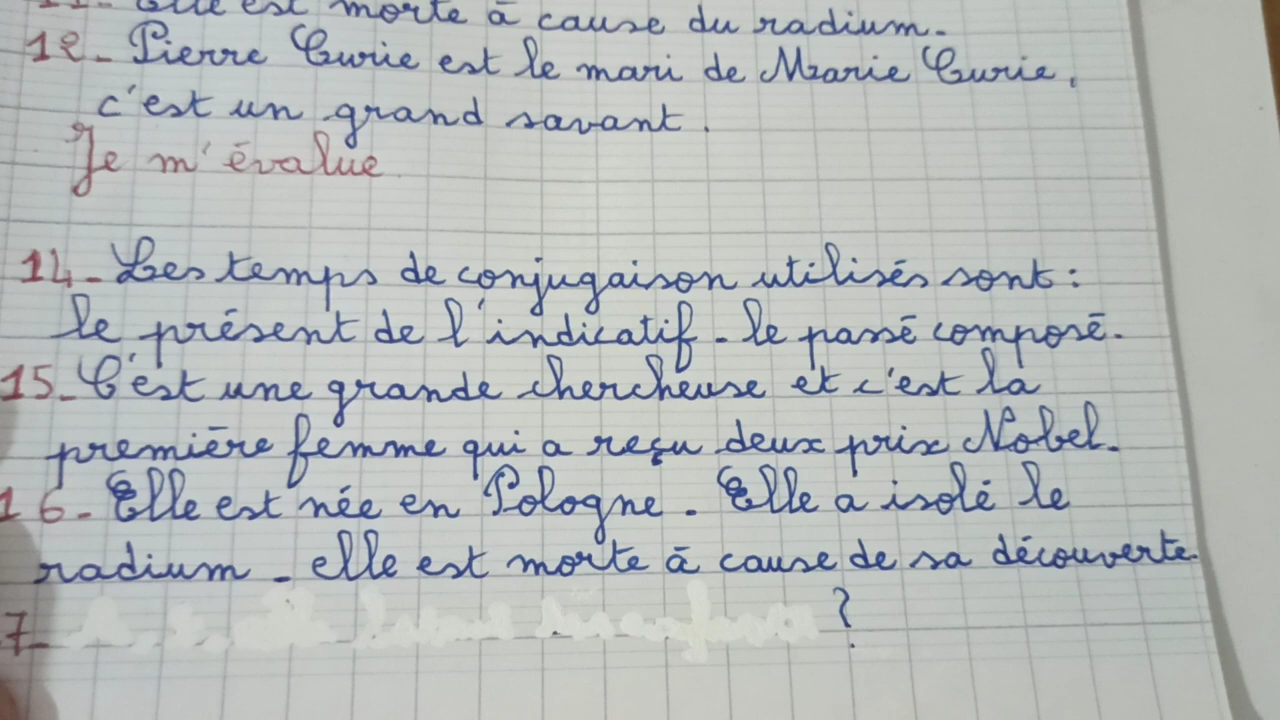 11. Elle est morte à cause du radium.
12. Pierre Curie est le mari de Marie Curie,
c'est un grand savant.
Je m'évalue
14. Les temps de conjugaison utilisés sont :
le présent de l'indicatif - le passé composé.
15. C'est une grande chercheuse et c'est la
première femme qui a reçu deux prix Nobel.
16. Elle est née en Pologne. Elle a isolé le
radium - elle est morte à cause de sa découverte
7 ?